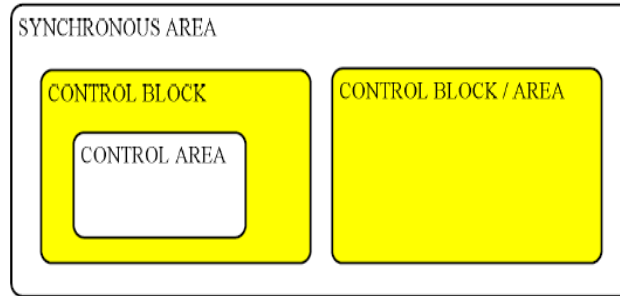 SYNCHRONOUS AREA
CONTROL BLOCK
CONTROL BLOCK / AREA
CONTROL AREA